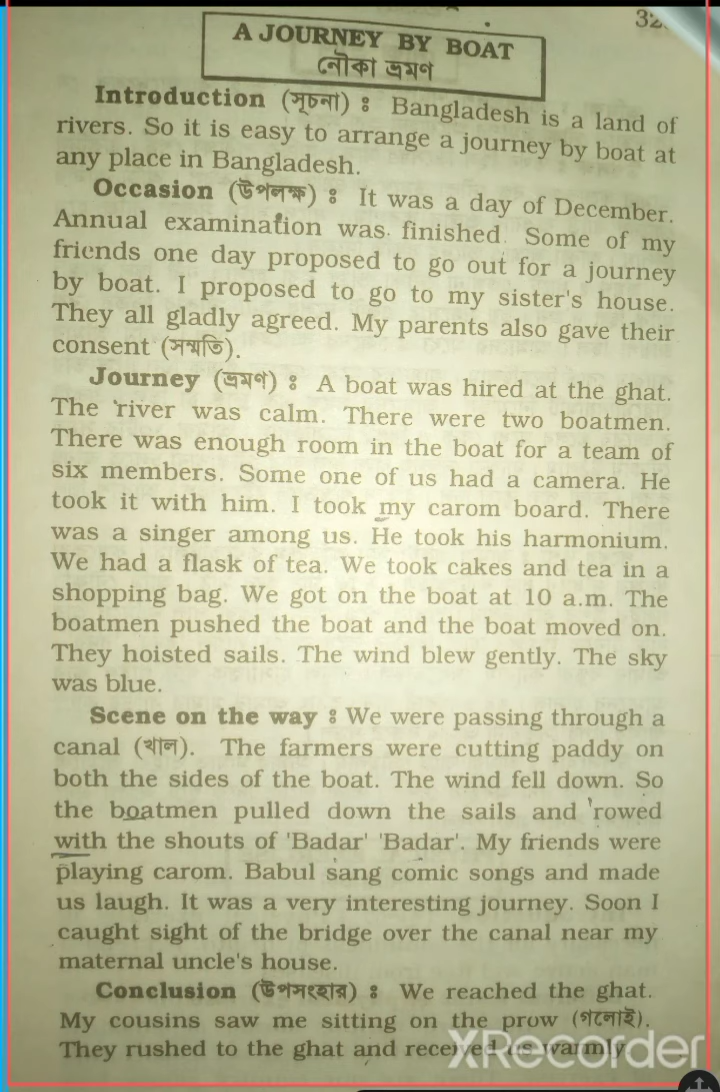 32
A JOURNEY BY BOAT
নৌকা ভ্রমণ
Introduction (সূচনা) ঃ Bangladesh is a land of
rivers. So it is easy to arrange a journey by boat at
any place in Bangladesh.
Occasion (উপলক্ষ) ঃ It was a day of December.
Annual examination was finished. Some of my
friends one day proposed to go out for a journey
by boat. I proposed to go to my sister's house.
They all gladly agreed. My parents also gave their
consent (সম্মতি).
Journey (ভ্রমণ) ঃ A boat was hired at the ghat.
The river was calm. There were two boatmen.
There was enough room in the boat for a team of
six members. Some one of us had a camera. He
took it with him. I took my carom board. There
was a singer among us. He took his harmonium.
We had a flask of tea. We took cakes and tea in a
shopping bag. We got on the boat at 10 a.m. The
boatmen pushed the boat and the boat moved on.
They hoisted sails. The wind blew gently. The sky
was blue.
Scene on the way ঃ We were passing through a
canal (খাল). The farmers were cutting paddy on
both the sides of the boat. The wind fell down. So
the boatmen pulled down the sails and rowed
with the shouts of 'Badar' 'Badar'. My friends were
playing carom. Babul sang comic songs and made
us laugh. It was a very interesting journey. Soon I
caught sight of the bridge over the canal near my
maternal uncle's house.
Conclusion (উপসংহার) ঃ We reached the ghat.
My cousins saw me sitting on the prow (গলোই).
They rushed to the ghat and received us warmly
XRecorder